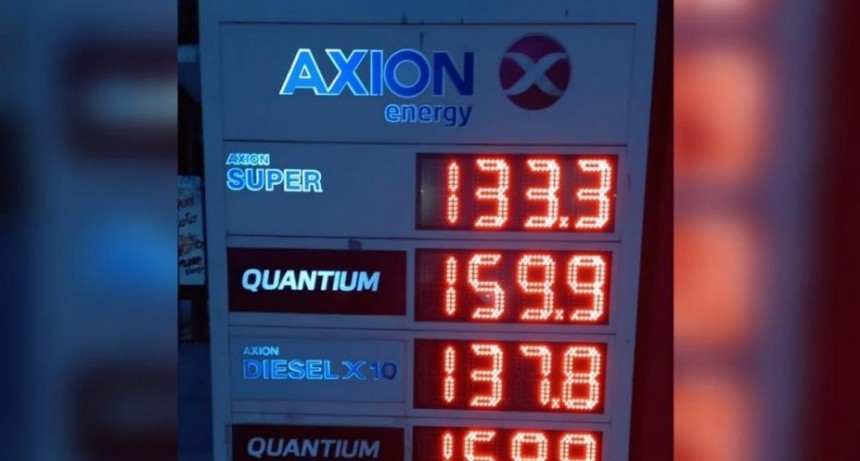 AXION
energy
AXION
SUPER 133.3
QUANTIUM 159.9
AXION
DIESEL X10 137.8
QUANTIUM